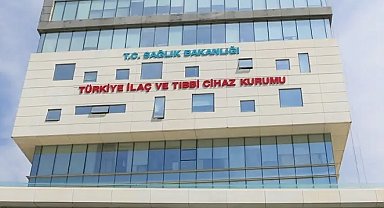 T.C. SAĞLIK BAKANLIĞI
TÜRKİYE İLAÇ VE TIBBİ CİHAZ KURUMU